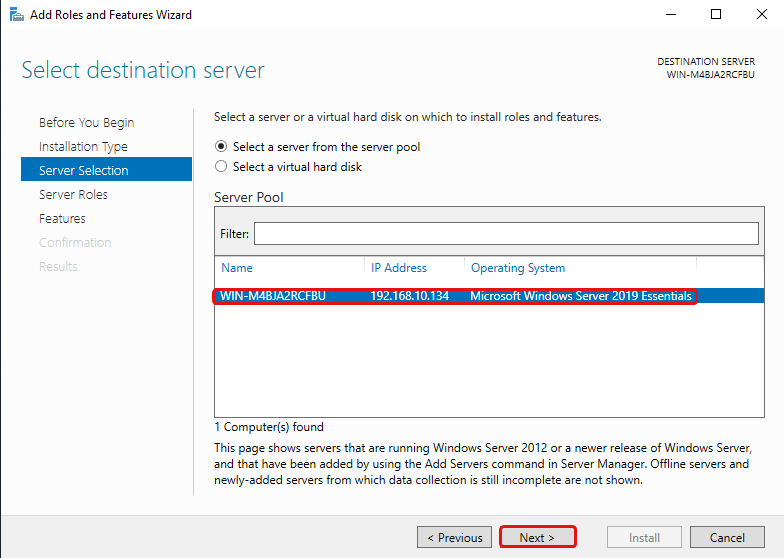 Add Roles and Features Wizard
Select destination server
DESTINATION SERVER
WIN-M4BJA2RCFBU
Before You Begin
Installation Type
Server Selection
Server Roles
Features
Confirmation
Results
Select a server or a virtual hard disk on which to install roles and features.
Select a server from the server pool
Select a virtual hard disk
Server Pool
Filter:
Name IP Address Operating System
WIN-M4BJA2RCFBU 192.168.10.134 Microsoft Windows Server 2019 Essentials
1 Computer(s) found
This page shows servers that are running Windows Server 2012 or a newer release of Windows Server,
and that have been added by using the Add Servers command in Server Manager. Offline servers and
newly-added servers from which data collection is still incomplete are not shown.
< Previous Next > Install Cancel